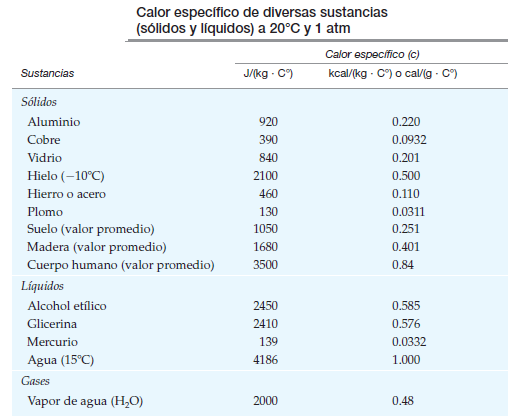 Calor específico de diversas sustancias
(sólidos y líquidos) a 20°C y 1 atm
Calor específico (c)
Sustancias J/(kg · C°) kcal/(kg · C°) o cal/(g · C°)
Sólidos
Aluminio 920 0.220
Cobre 390 0.0932
Vidrio 840 0.201
Hielo (−10°C) 2100 0.500
Hierro o acero 460 0.110
Plomo 130 0.0311
Suelo (valor promedio) 1050 0.251
Madera (valor promedio) 1680 0.401
Cuerpo humano (valor promedio) 3500 0.84
Líquidos
Alcohol etílico 2450 0.585
Glicerina 2410 0.576
Mercurio 139 0.0332
Agua (15°C) 4186 1.000
Gases
Vapor de agua (H₂O) 2000 0.48